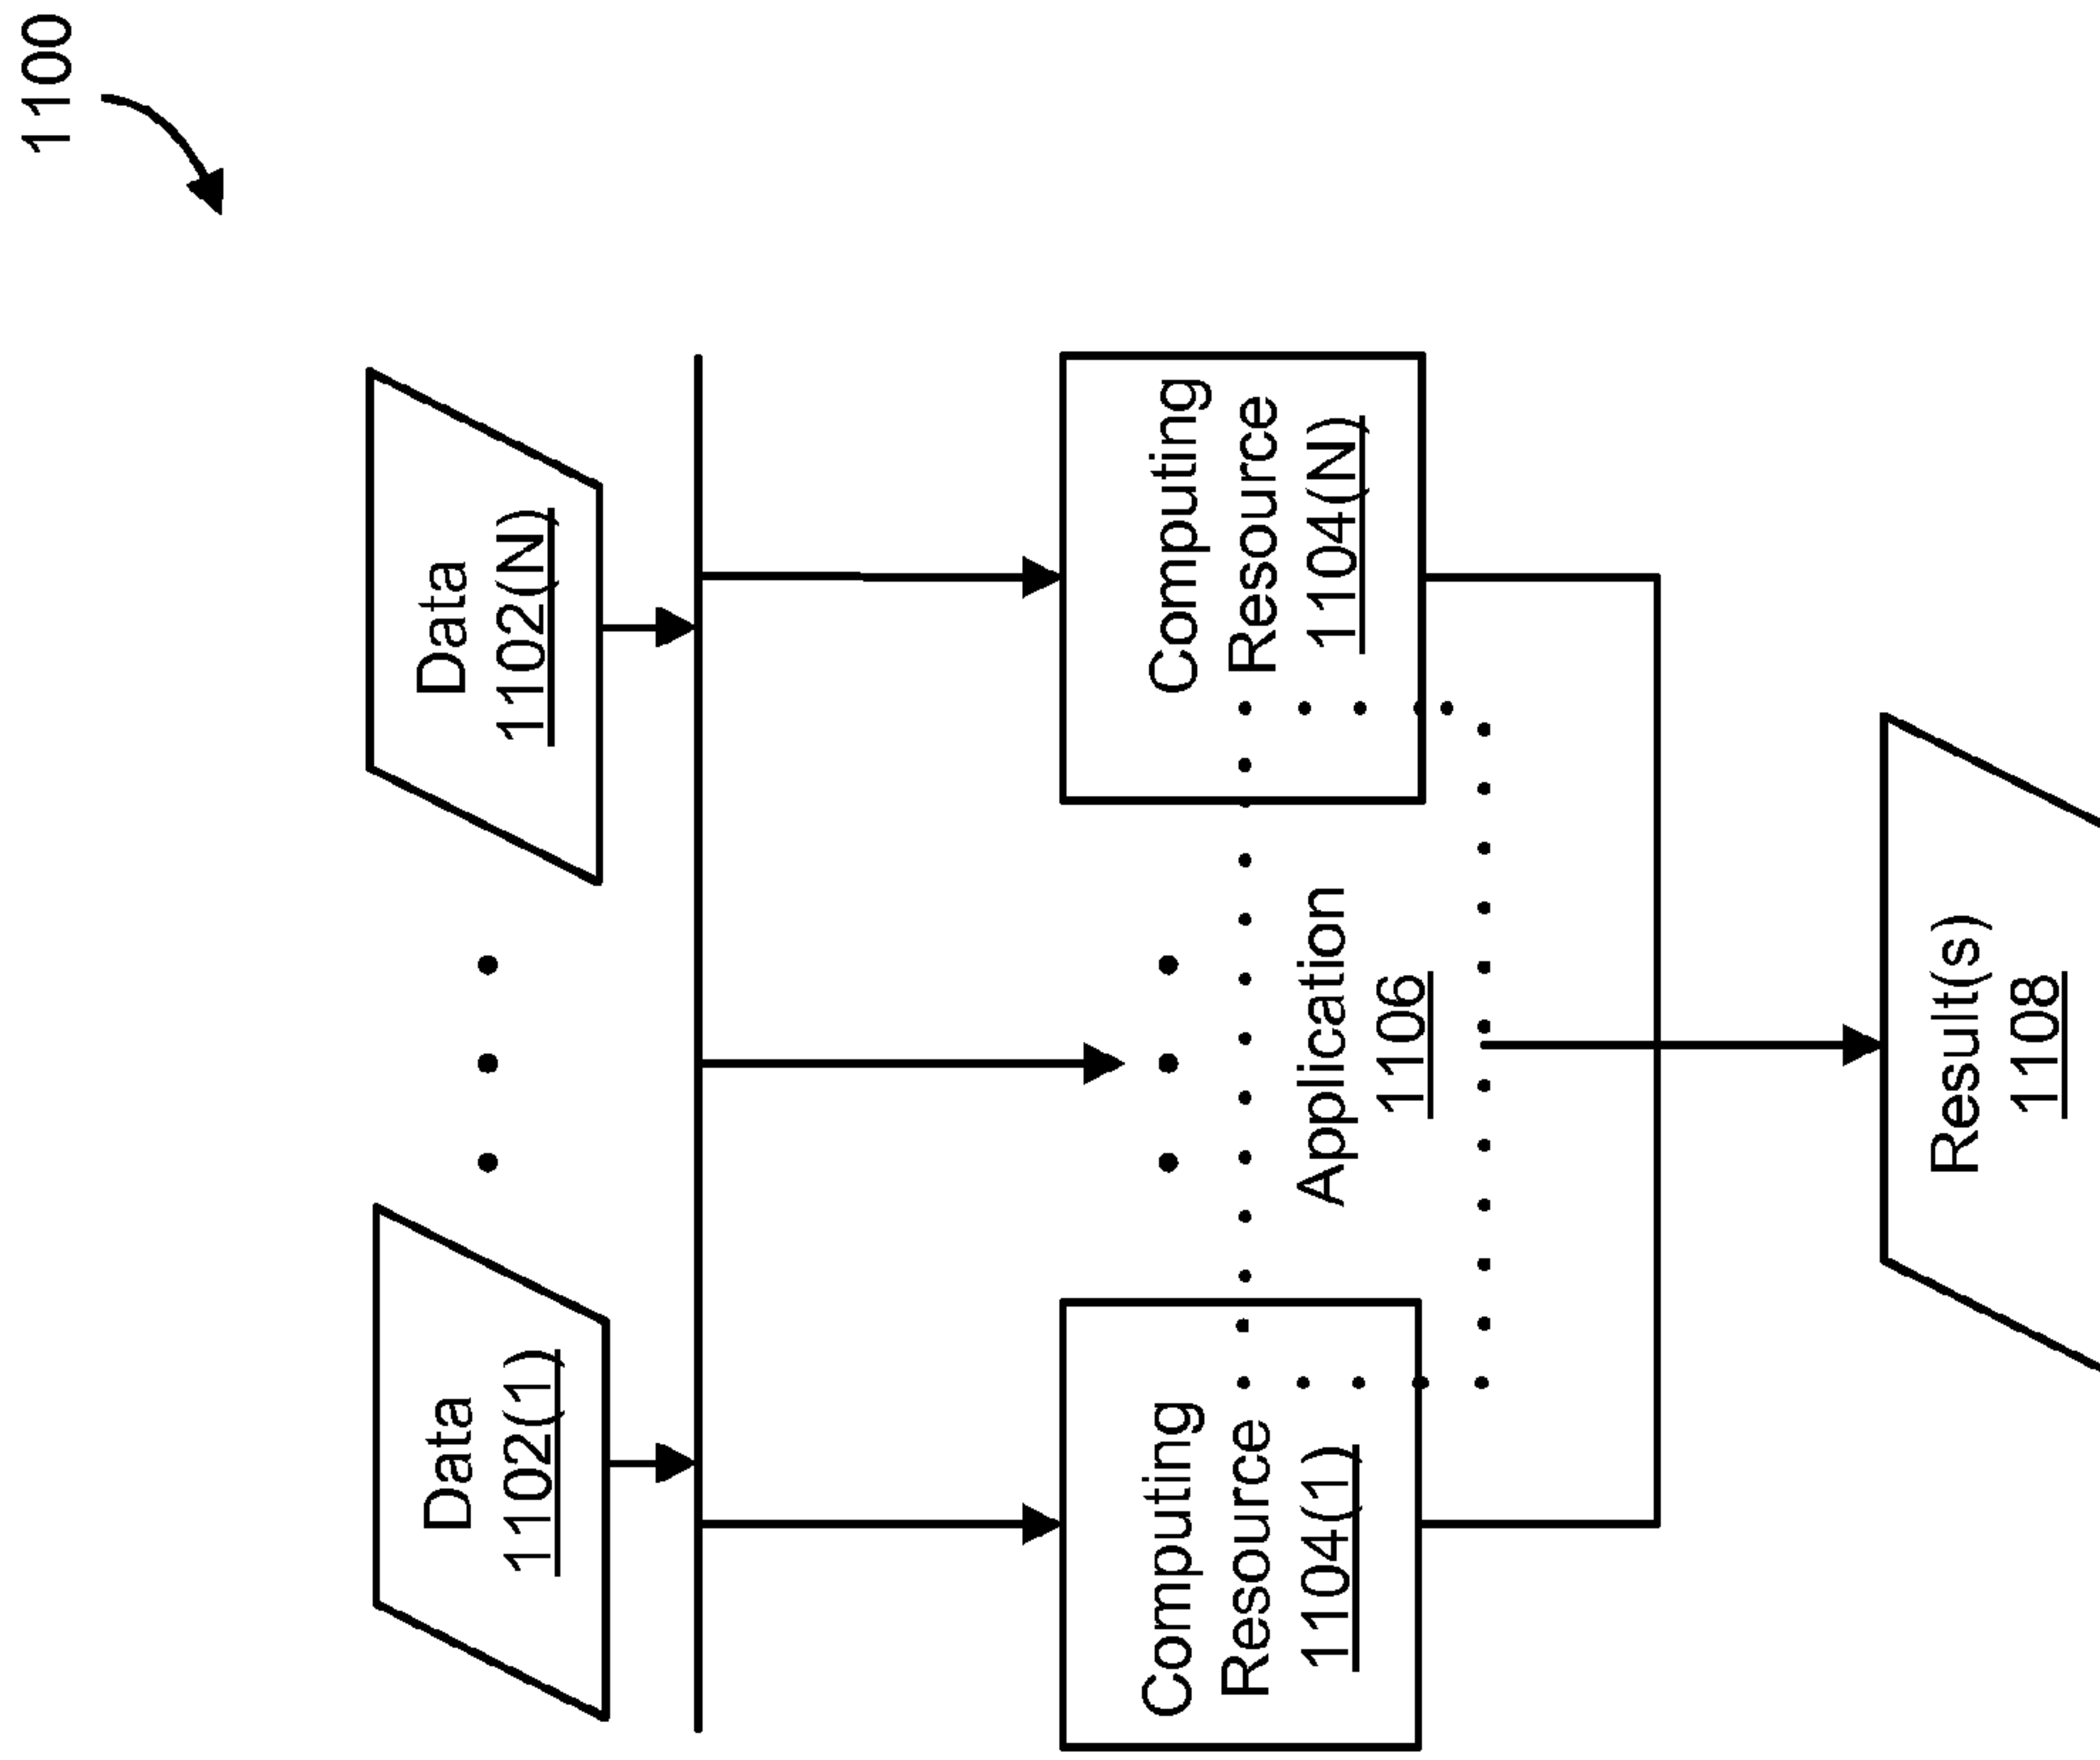 1100
Data
1102(1)
Data
1102(N)
Computing
Resource
1104(1)
Computing
Resource
1104(N)
Application
1106
Result(s)
1108